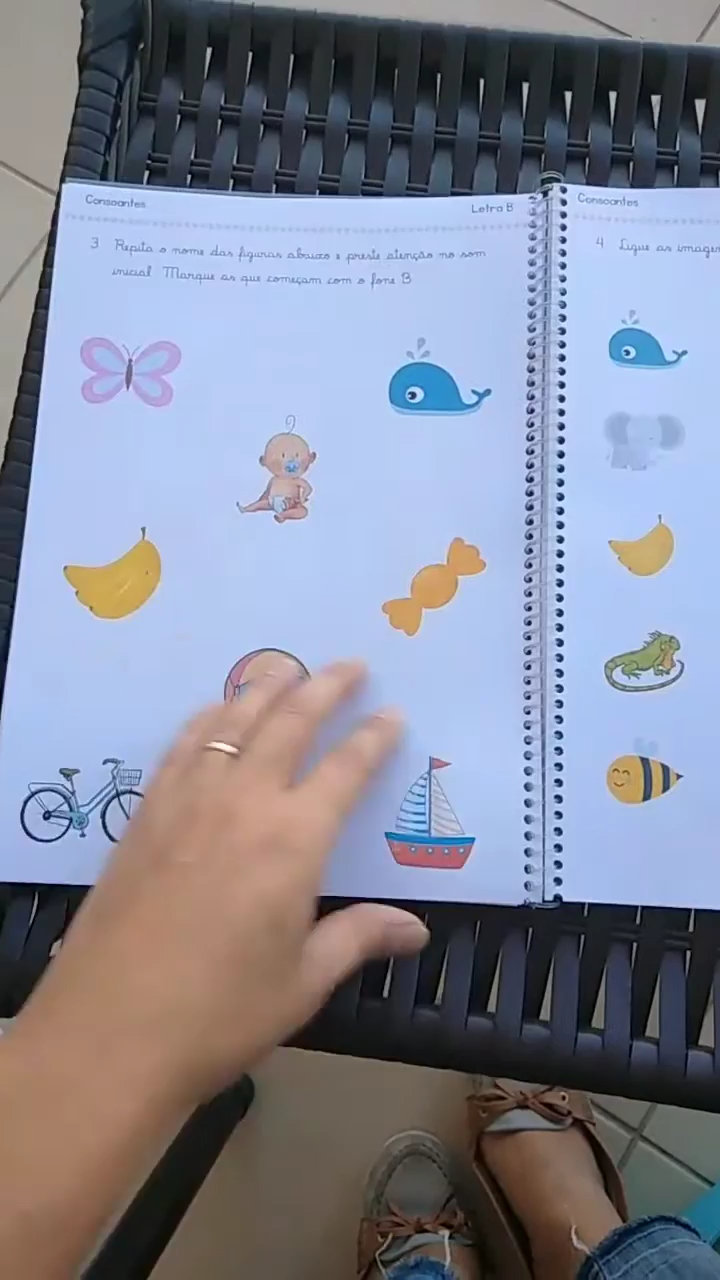 Consoantes
Letra B
3 Repita o nome das figuras abaixo e preste atenção no som
inicial Marque as que começam com o fone B
Consoantes
4 Ligue as imagen